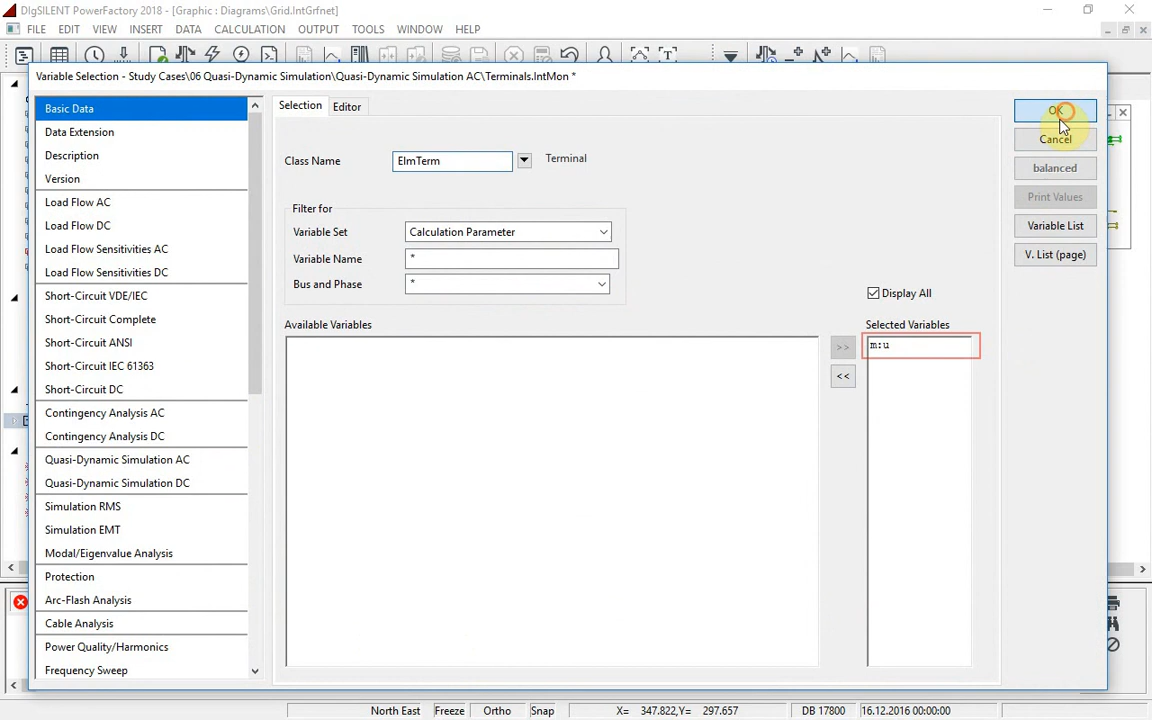 DIgSILENT PowerFactory 2018 - [Graphic : Diagrams\Grid.IntGrfnet]
FILE EDIT VIEW INSERT DATA CALCULATION OUTPUT TOOLS WINDOW HELP
Variable Selection - Study Cases\06 Quasi-Dynamic Simulation\Quasi-Dynamic Simulation AC\Terminals.IntMon *
Basic Data
Data Extension
Description
Version
Load Flow AC
Load Flow DC
Load Flow Sensitivities AC
Load Flow Sensitivities DC
Short-Circuit VDE/IEC
Short-Circuit Complete
Short-Circuit ANSI
Short-Circuit IEC 61363
Short-Circuit DC
Contingency Analysis AC
Contingency Analysis DC
Quasi-Dynamic Simulation AC
Quasi-Dynamic Simulation DC
Simulation RMS
Simulation EMT
Modal/Eigenvalue Analysis
Protection
Arc-Flash Analysis
Cable Analysis
Power Quality/Harmonics
Frequency Sweep
Selection Editor
Class Name ElmTerm Terminal
Filter for
Variable Set Calculation Parameter
Variable Name *
Bus and Phase *
Display All
Available Variables
Selected Variables
m:u
>>
<<
OK
Cancel
balanced
Print Values
Variable List
V. List (page)
North East Freeze Ortho Snap X= 347.822,Y= 297.657 DB 17800 16.12.2016 00:00:00